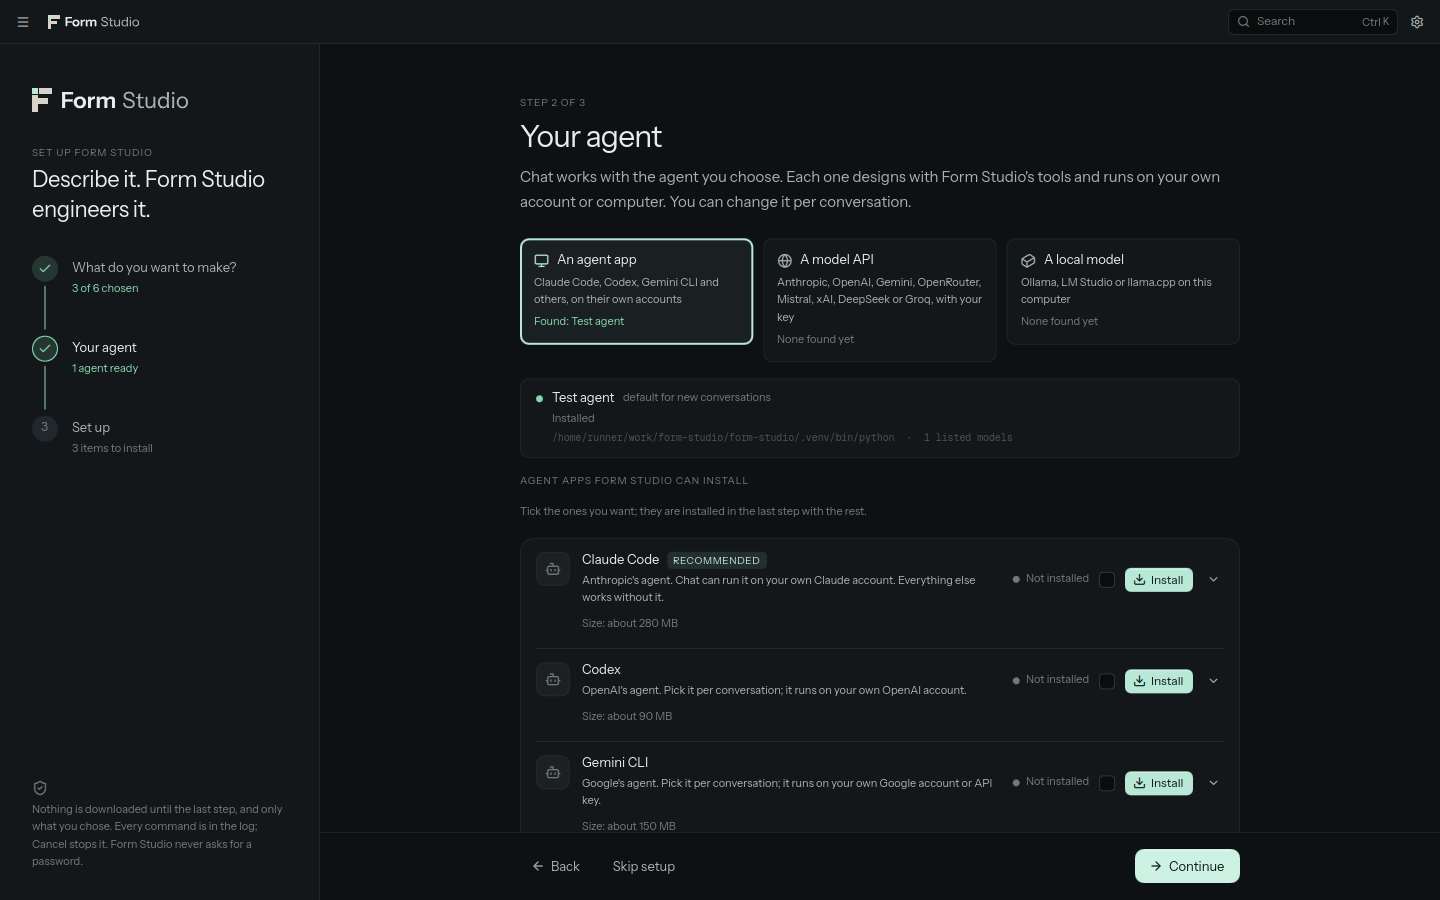 Form Studio
Search
Ctrl K
Form Studio
SET UP FORM STUDIO
Describe it. Form Studio
engineers it.
What do you want to make?
3 of 6 chosen
Your agent
1 agent ready
3
Set up
3 items to install
Nothing is downloaded until the last step, and only
what you chose. Every command is in the log;
Cancel stops it. Form Studio never asks for a
password.
STEP 2 OF 3
Your agent
Chat works with the agent you choose. Each one designs with Form Studio's tools and runs on your own
account or computer. You can change it per conversation.
An agent app
Claude Code, Codex, Gemini CLI and
others, on their own accounts
Found: Test agent
A model API
Anthropic, OpenAI, Gemini, OpenRouter,
Mistral, xAI, DeepSeek or Groq, with your
key
None found yet
A local model
Ollama, LM Studio or llama.cpp on this
computer
None found yet
Test agent default for new conversations
Installed
/home/runner/work/form-studio/form-studio/.venv/bin/python · 1 listed models
AGENT APPS FORM STUDIO CAN INSTALL
Tick the ones you want; they are installed in the last step with the rest.
Claude Code RECOMMENDED
Anthropic's agent. Chat can run it on your own Claude account. Everything else
works without it.
Size: about 280 MB
Not installed
Install
Codex
OpenAI's agent. Pick it per conversation; it runs on your own OpenAI account.
Size: about 90 MB
Not installed
Install
Gemini CLI
Google's agent. Pick it per conversation; it runs on your own Google account or API
key.
Size: about 150 MB
Not installed
Install
Back
Skip setup
Continue